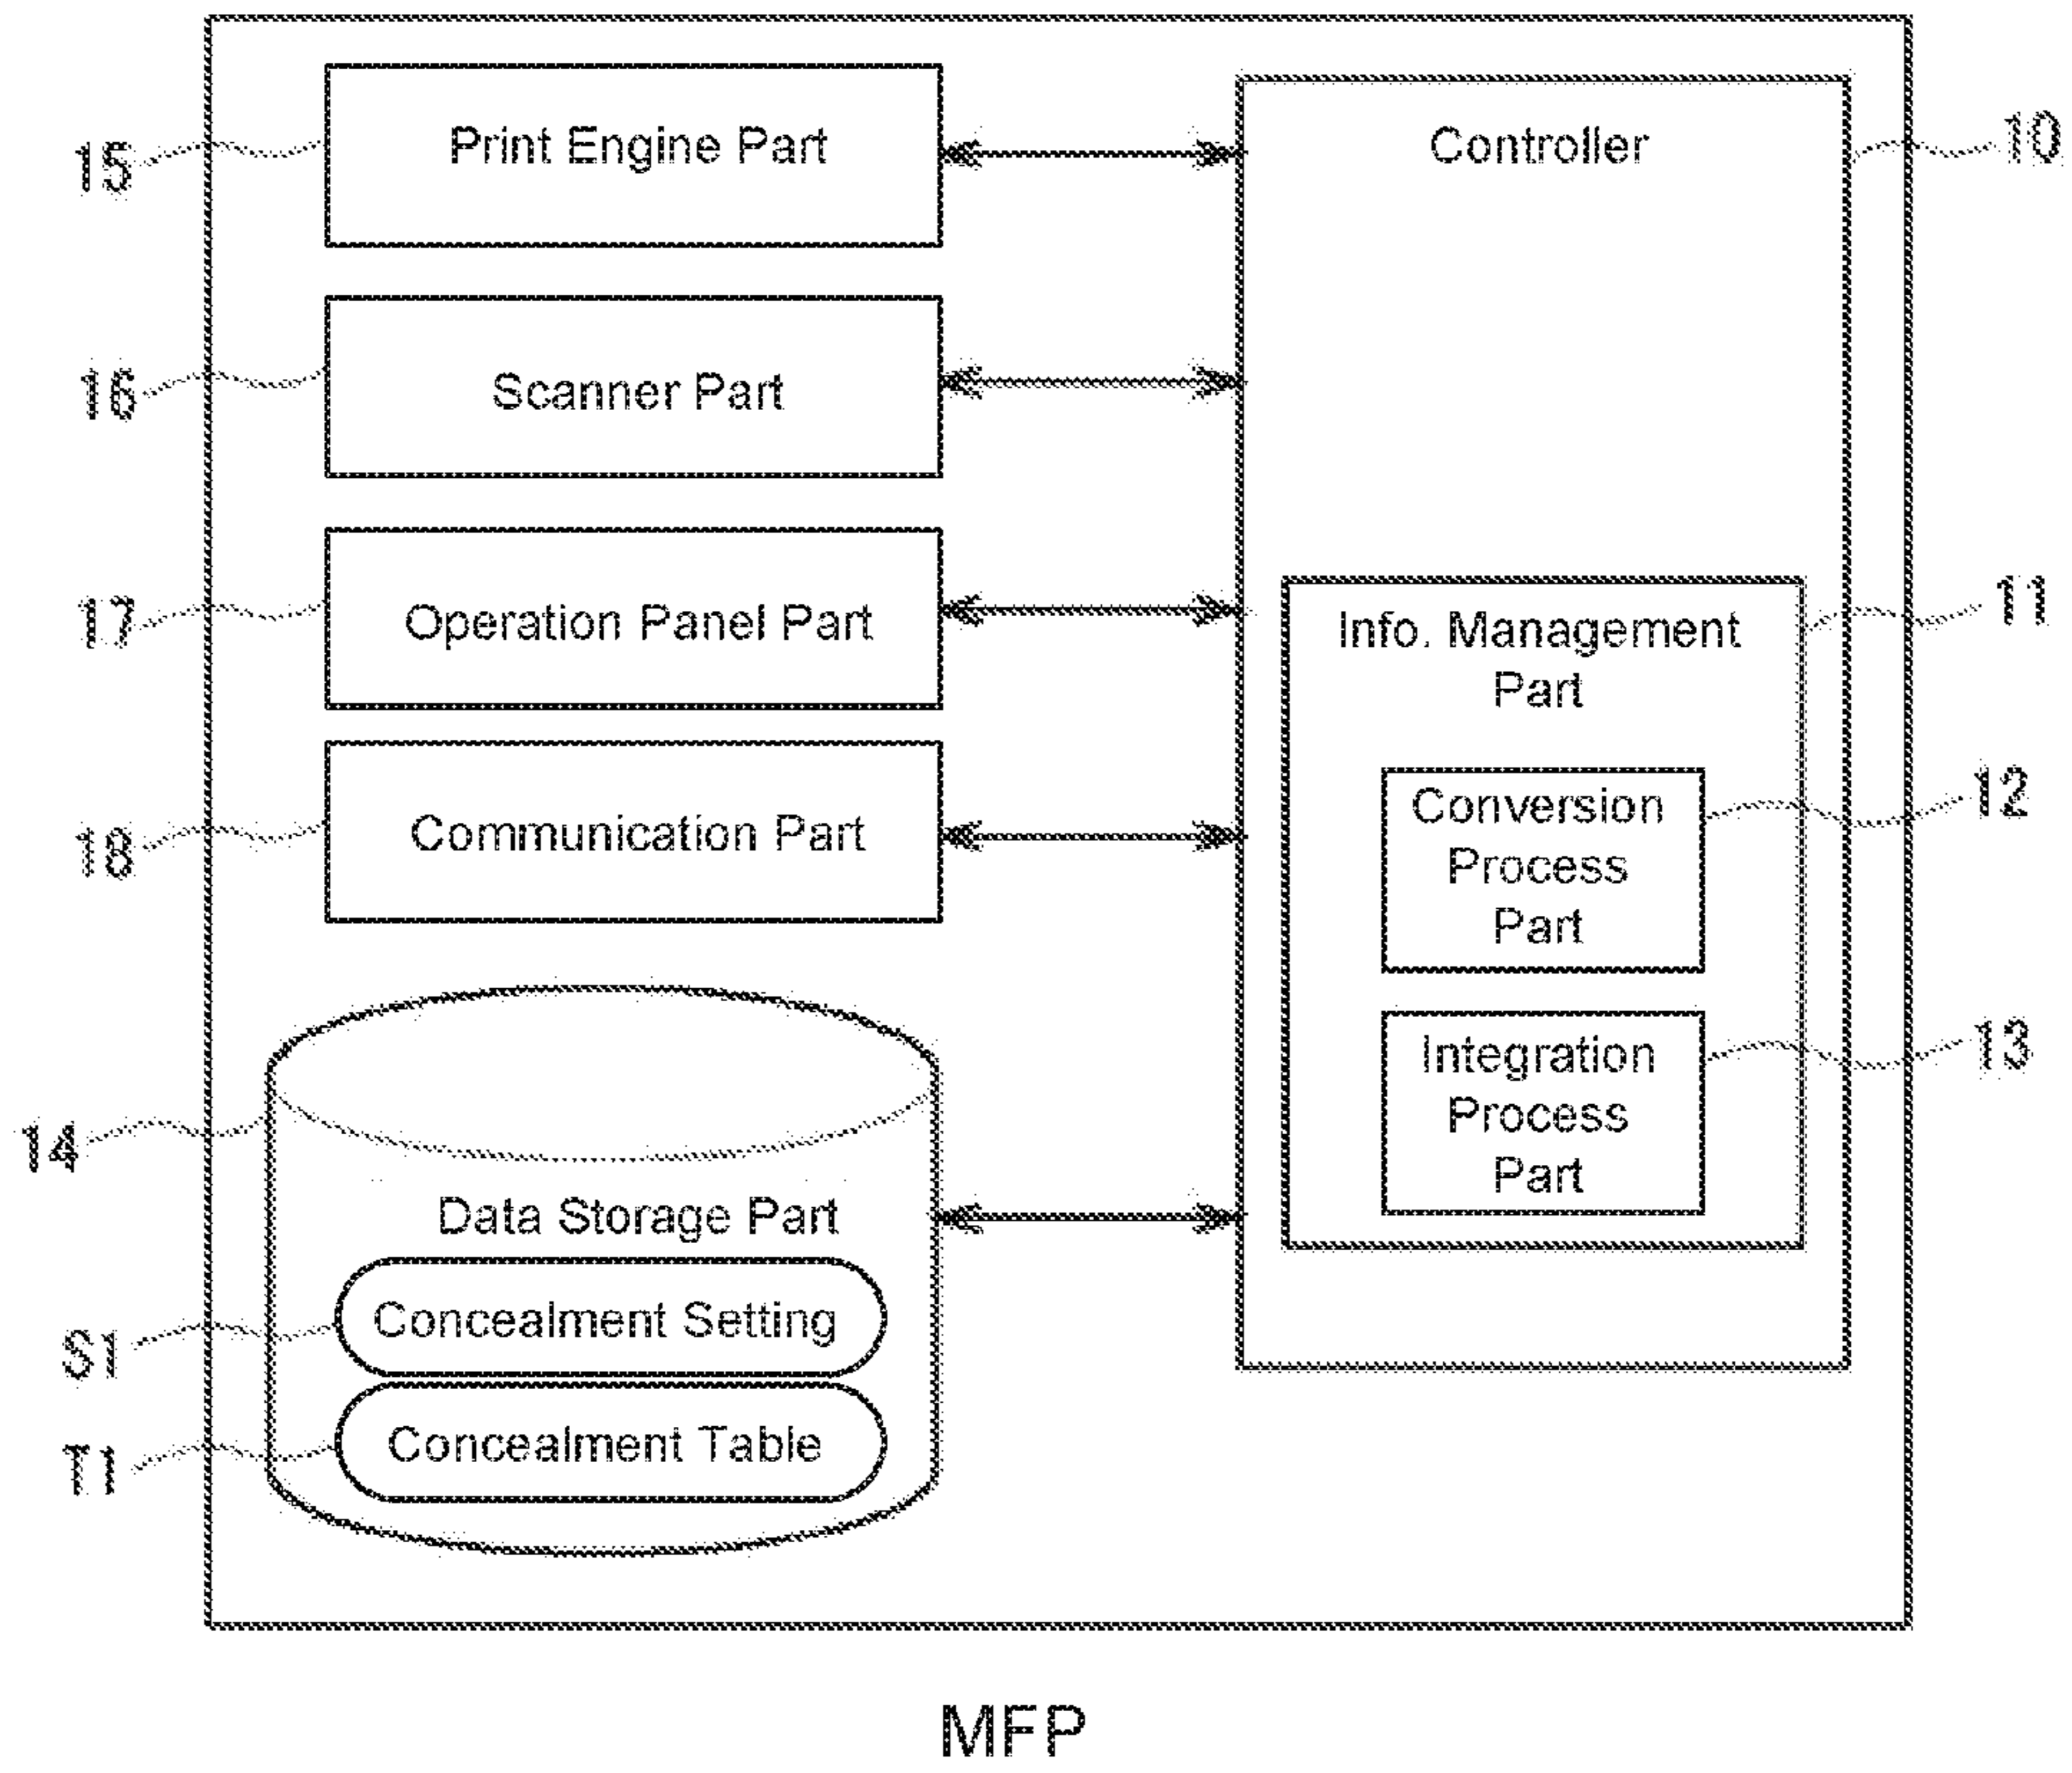 Print Engine Part
15
Controller
10
Scanner Part
16
Operation Panel Part
17
Info. Management
Part
11
Communication Part
18
Conversion
Process
Part
12
Integration
Process
Part
13
14
Data Storage Part
Concealment Setting
S1
Concealment Table
T1
MFP